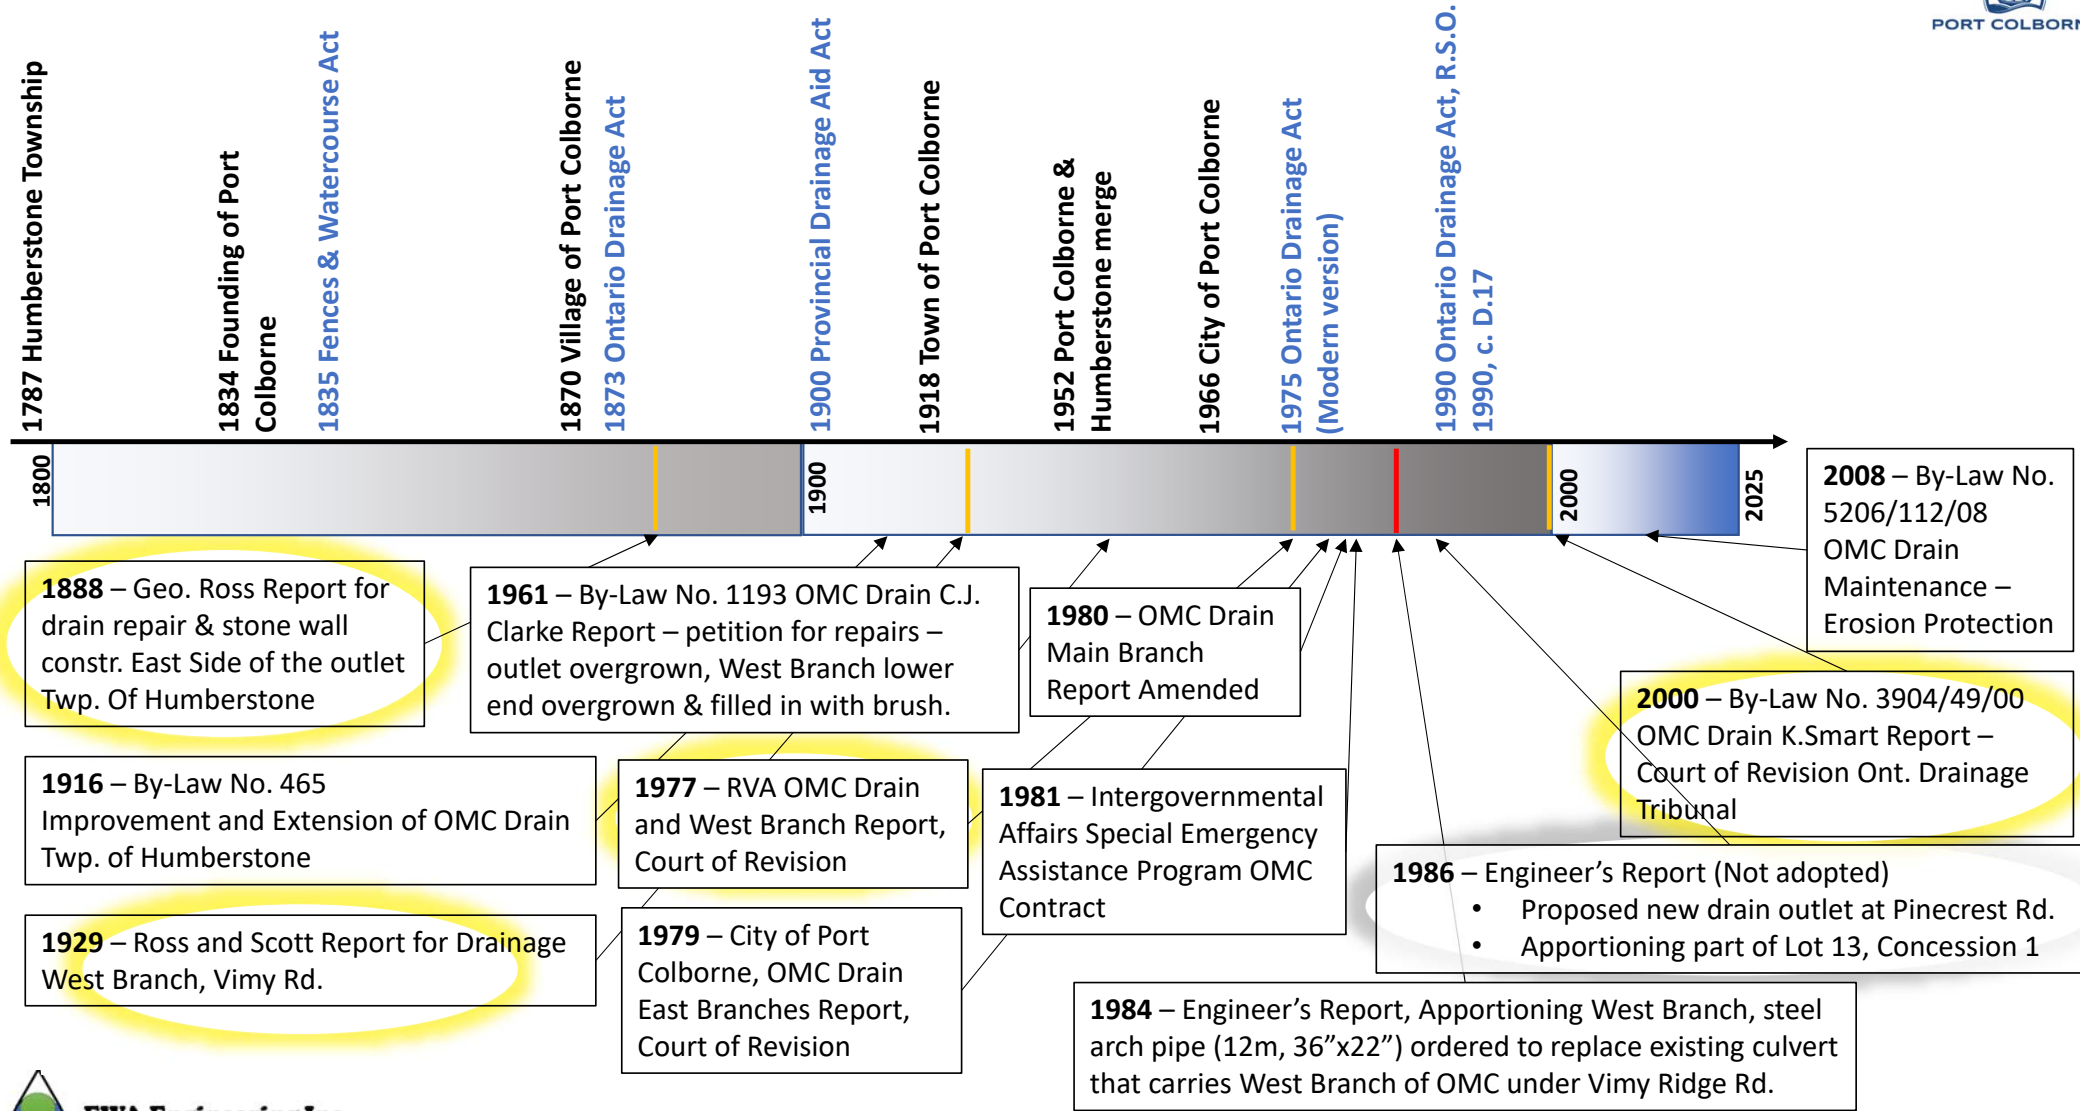 PORT COLBORN
1787 Humberstone Township
1834 Founding of Port
Colborne
1835 Fences & Watercourse Act
1870 Village of Port Colborne
1873 Ontario Drainage Act
1900 Provincial Drainage Aid Act
1918 Town of Port Colborne
1952 Port Colborne &
Humberstone merge
1966 City of Port Colborne
1975 Ontario Drainage Act
(Modern version)
1990 Ontario Drainage Act, R.S.O.
1990, c. D.17
1800
1900
2000
2025
1888 – Geo. Ross Report for
drain repair & stone wall
constr. East Side of the outlet
Twp. Of Humberstone
1961 – By-Law No. 1193 OMC Drain C.J.
Clarke Report – petition for repairs –
outlet overgrown, West Branch lower
end overgrown & filled in with brush.
1980 – OMC Drain
Main Branch
Report Amended
2008 – By-Law No.
5206/112/08
OMC Drain
Maintenance –
Erosion Protection
2000 – By-Law No. 3904/49/00
OMC Drain K.Smart Report –
Court of Revision Ont. Drainage
Tribunal
1916 – By-Law No. 465
Improvement and Extension of OMC Drain
Twp. of Humberstone
1977 – RVA OMC Drain
and West Branch Report,
Court of Revision
1981 – Intergovernmental
Affairs Special Emergency
Assistance Program OMC
Contract
1986 – Engineer’s Report (Not adopted)
• Proposed new drain outlet at Pinecrest Rd.
• Apportioning part of Lot 13, Concession 1
1929 – Ross and Scott Report for Drainage
West Branch, Vimy Rd.
1979 – City of Port
Colborne, OMC Drain
East Branches Report,
Court of Revision
1984 – Engineer’s Report, Apportioning West Branch, steel
arch pipe (12m, 36”x22”) ordered to replace existing culvert
that carries West Branch of OMC under Vimy Ridge Rd.
EWA Engineering Inc.